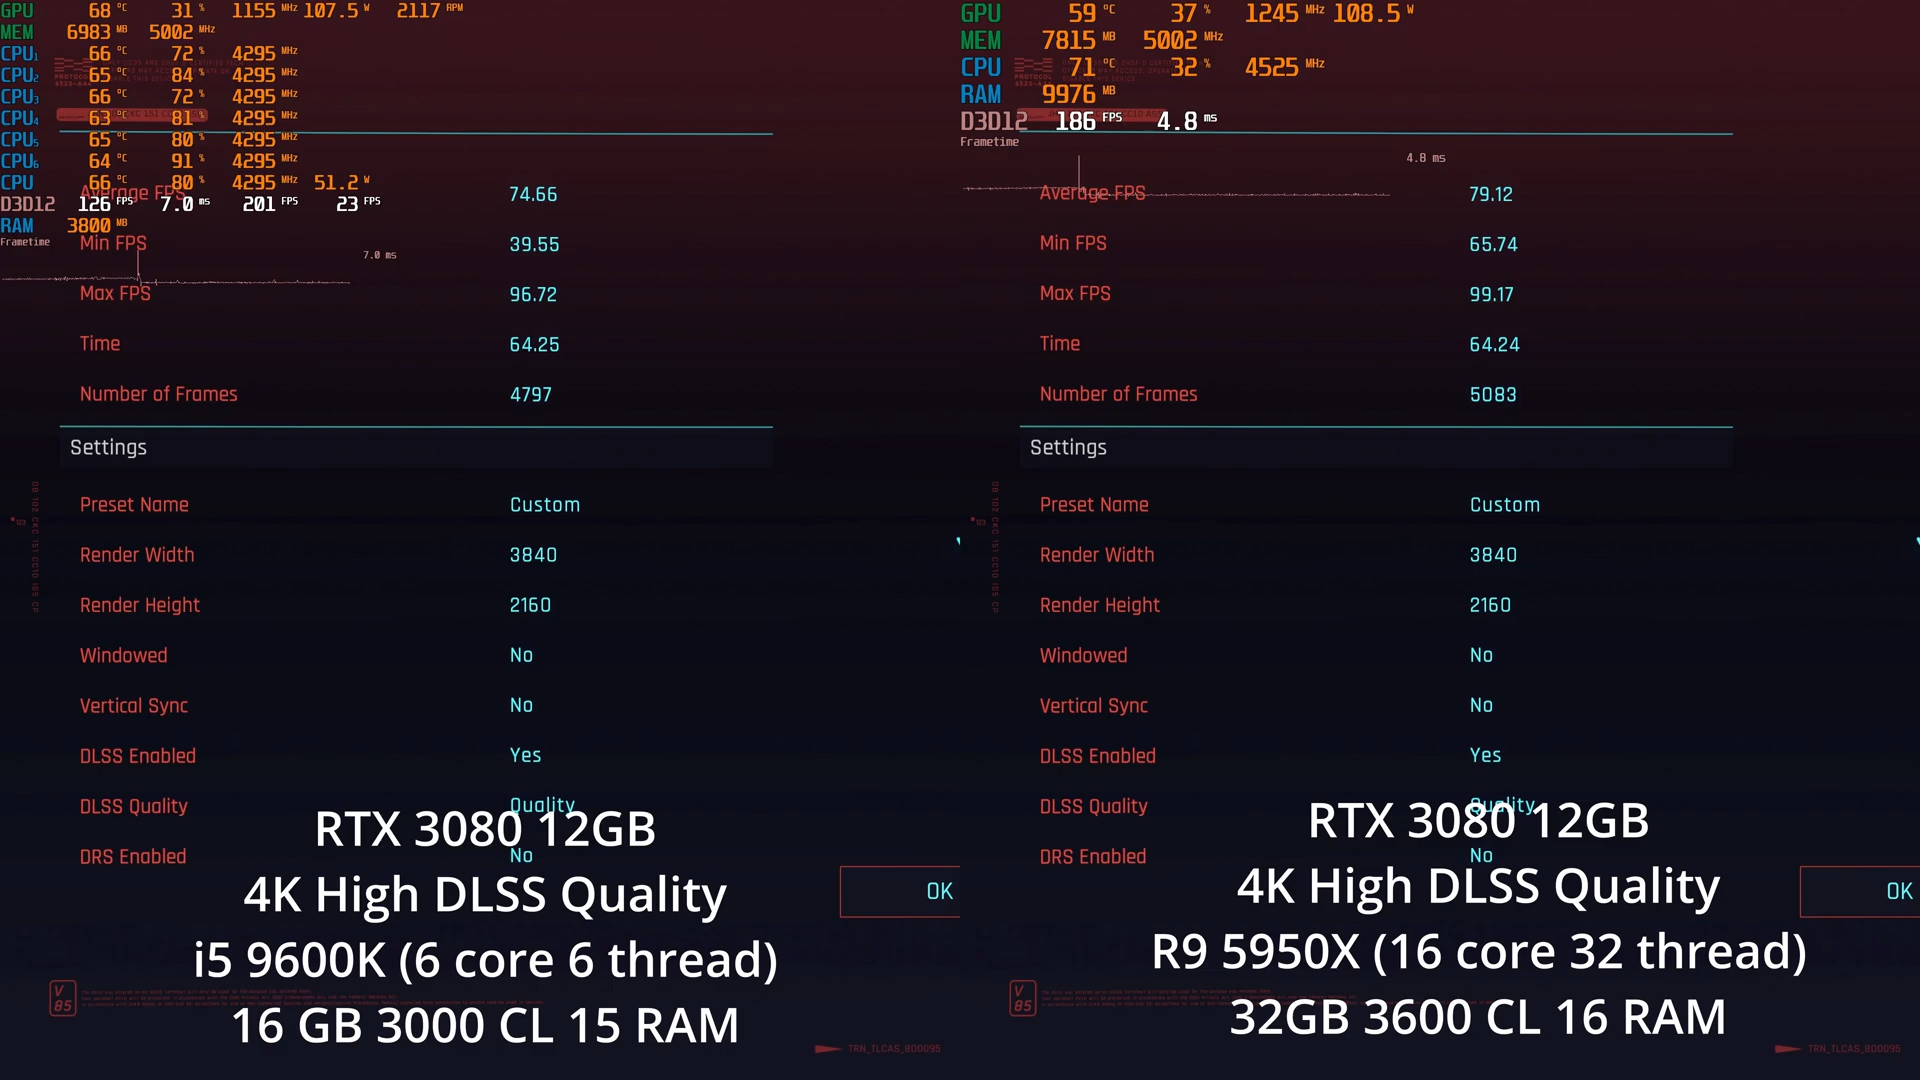 GPU 68 °C 31 % 1155 MHz 107.5 W 2117 RPM
MEM 6983 MB 5002 MHz
CPU1 66 °C 72 % 4295 MHz
CPU2 65 °C 84 % 4295 MHz
CPU3 66 °C 72 % 4295 MHz
CPU4 63 °C 81 % 4295 MHz
CPU5 65 °C 80 % 4295 MHz
CPU6 64 °C 91 % 4295 MHz
CPU 66 °C 80 % 4295 MHz 51.2 W
D3D12 126 FPS 7.0 ms 201 FPS 23 FPS
RAM 3800 MB
Frametime
7.0 ms
Average FPS 74.66
Min FPS 39.55
Max FPS 96.72
Time 64.25
Number of Frames 4797
Settings
Preset Name Custom
Render Width 3840
Render Height 2160
Windowed No
Vertical Sync No
DLSS Enabled Yes
DLSS Quality Quality
DRS Enabled No
OK
RTX 3080 12GB
4K High DLSS Quality
i5 9600K (6 core 6 thread)
16 GB 3000 CL 15 RAM
V
85
TRN_TLCAS_800095
GPU 59 °C 37 % 1245 MHz 108.5 W
MEM 7815 MB 5002 MHz
CPU 71 °C 32 % 4525 MHz
RAM 9976 MB
D3D12 186 FPS 4.8 ms
Frametime
4.8 ms
Average FPS 79.12
Min FPS 65.74
Max FPS 99.17
Time 64.24
Number of Frames 5083
Settings
Preset Name Custom
Render Width 3840
Render Height 2160
Windowed No
Vertical Sync No
DLSS Enabled Yes
DLSS Quality Quality
DRS Enabled No
OK
RTX 3080 12GB
4K High DLSS Quality
R9 5950X (16 core 32 thread)
32GB 3600 CL 16 RAM
V
85
TRN_TLCAS_800095